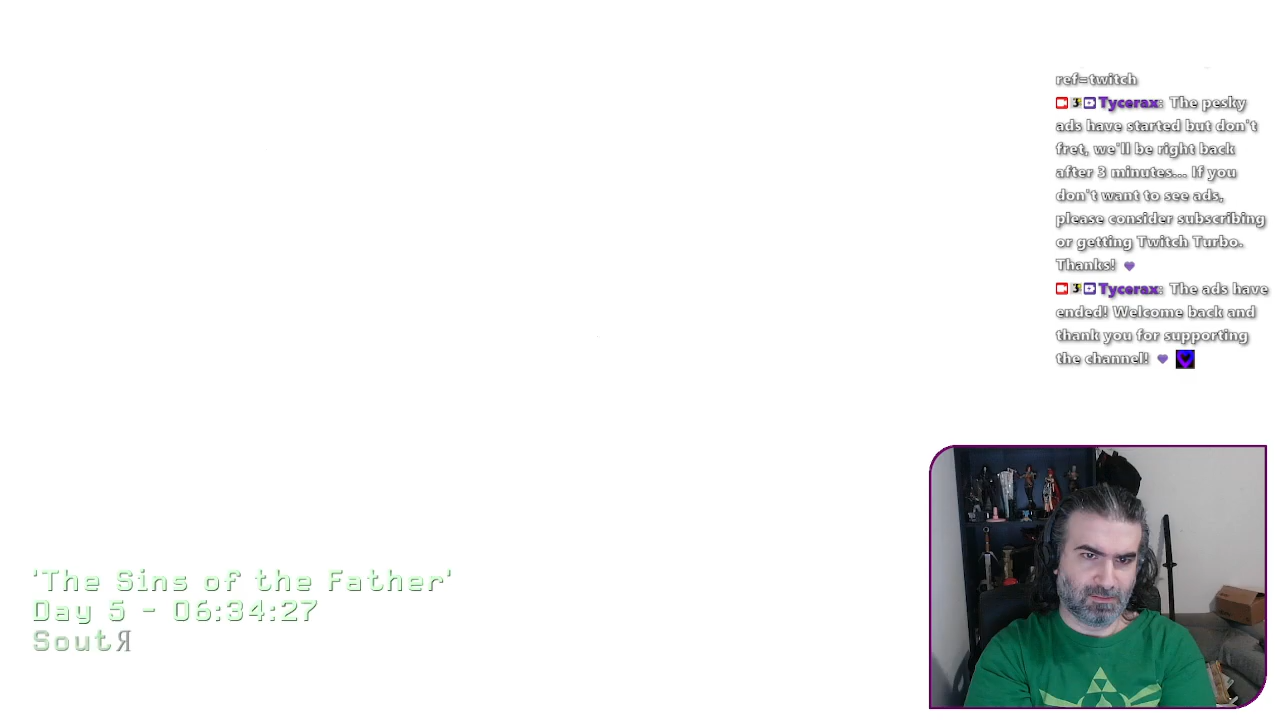 ref=twitch
Tycerax: The pesky
ads have started but don't
fret, we'll be right back
after 3 minutes... If you
don't want to see ads,
please consider subscribing
or getting Twitch Turbo.
Thanks!
Tycerax: The ads have
ended! Welcome back and
thank you for supporting
the channel!
'The Sins of the Father'
Day 5 - 06:34:27
SoutЯ